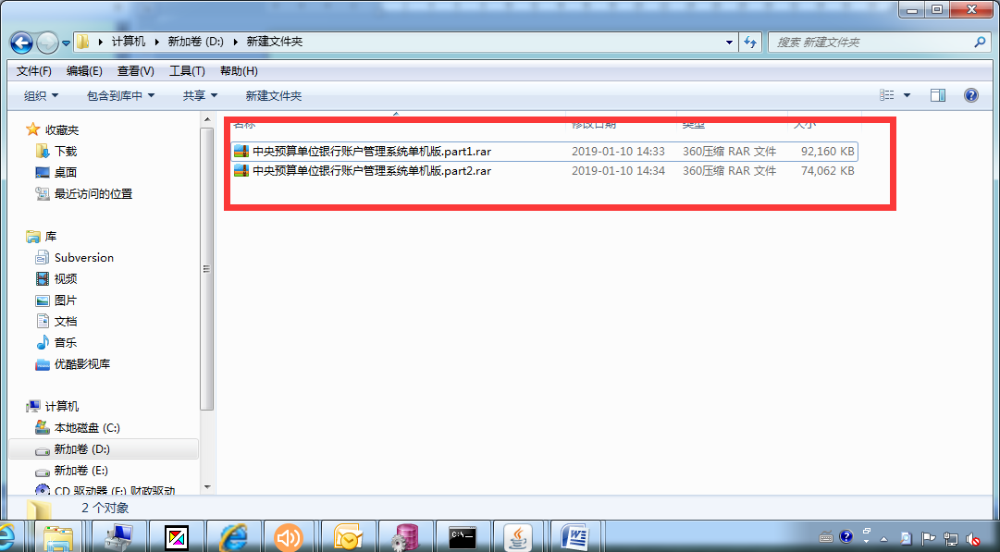 计算机 新加卷 (D:) 新建文件夹
搜索 新建文件夹
文件(F) 编辑(E) 查看(V) 工具(T) 帮助(H)
组织 包含到库中 共享 新建文件夹
名称 修改日期 类型 大小
中央预算单位银行账户管理系统单机版.part1.rar 2019-01-10 14:33 360压缩 RAR 文件 92,160 KB
中央预算单位银行账户管理系统单机版.part2.rar 2019-01-10 14:34 360压缩 RAR 文件 74,062 KB
收藏夹
下载
桌面
最近访问的位置
库
Subversion
视频
图片
文档
音乐
优酷影视库
计算机
本地磁盘 (C:)
新加卷 (D:)
新加卷 (E:)
CD 驱动器 (F:) 财政驱动
2 个对象